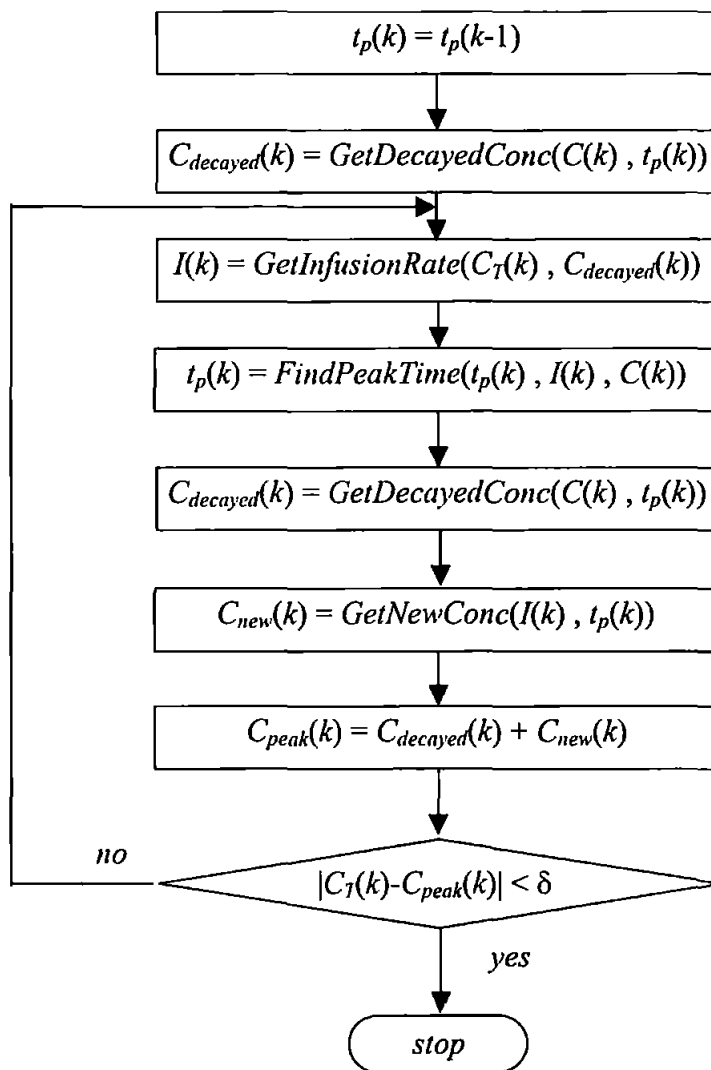 t_p(k) = t_p(k-1)
C_decayed(k) = GetDecayedConc(C(k) , t_p(k))
I(k) = GetInfusionRate(C_T(k) , C_decayed(k))
t_p(k) = FindPeakTime(t_p(k) , I(k) , C(k))
C_decayed(k) = GetDecayedConc(C(k) , t_p(k))
C_new(k) = GetNewConc(I(k) , t_p(k))
C_peak(k) = C_decayed(k) + C_new(k)
no
|C_T(k)-C_peak(k)| < δ
yes
stop